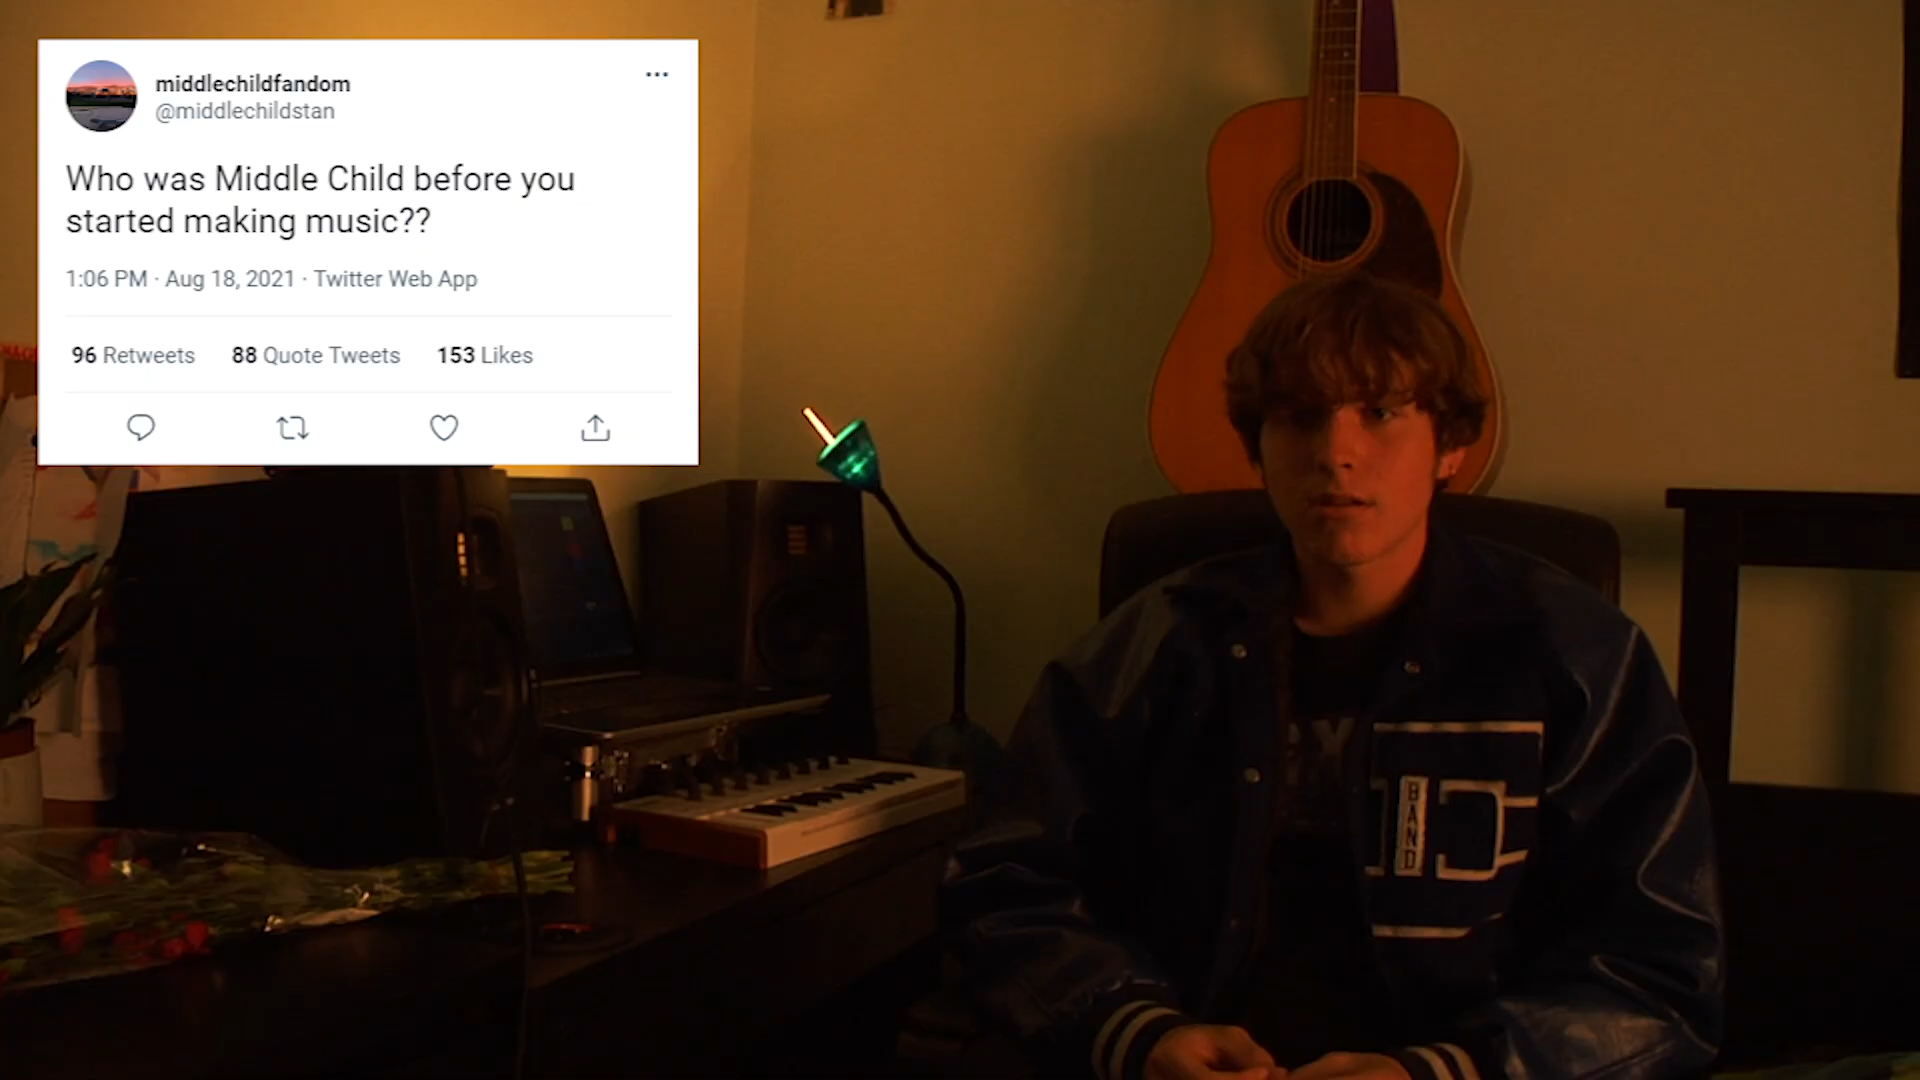 middlechildfandom
@middlechildstan
Who was Middle Child before you
started making music??
1:06 PM · Aug 18, 2021 · Twitter Web App
96 Retweets 88 Quote Tweets 153 Likes
BAND